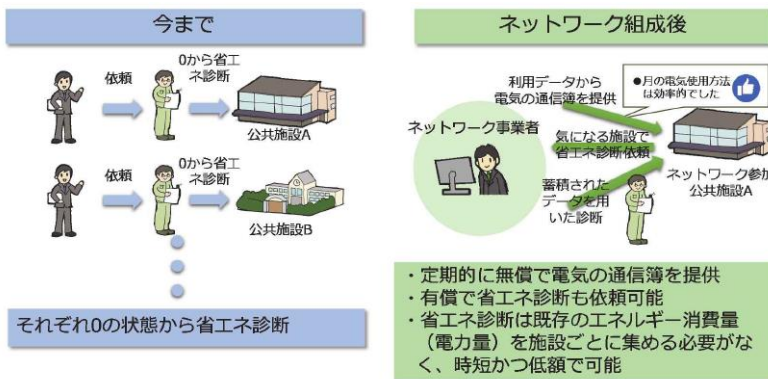 今まで
依頼
0から省エ
ネ診断
公共施設A
依頼
0から省エ
ネ診断
公共施設B
それぞれ0の状態から省エネ診断
ネットワーク組成後
利用データから
電気の通信簿を提供
●月の電気使用方法
は効率的でした
ネットワーク事業者
気になる施設で
省エネ診断依頼
ネットワーク参加
公共施設A
蓄積された
データを用
いた診断
・定期的に無償で電気の通信簿を提供
・有償で省エネ診断も依頼可能
・省エネ診断は既存のエネルギー消費量
（電力量）を施設ごとに集める必要がな
く、時短かつ低額で可能